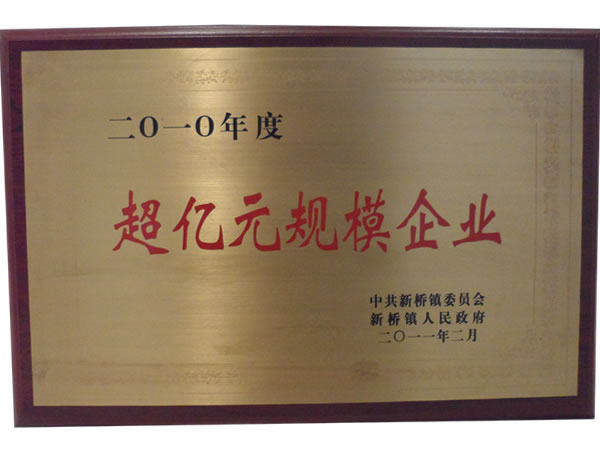 二〇一〇年度
超亿元规模企业
中共新桥镇委员会
新桥镇人民政府
二〇一一年二月